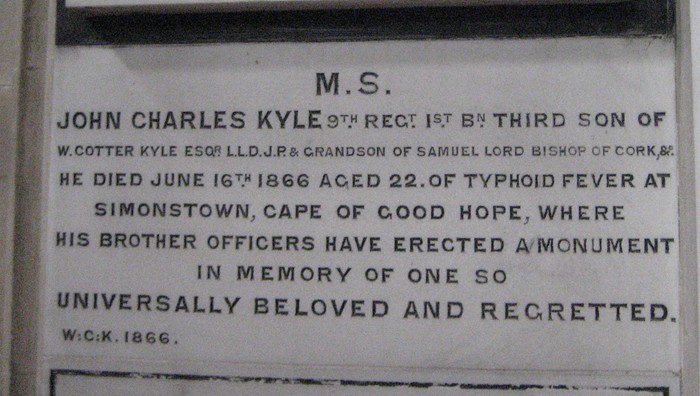 M.S.
JOHN CHARLES KYLE 9TH REGT 1ST BN THIRD SON OF
W. COTTER KYLE ESQR L.L.D. J.P. & GRANDSON OF SAMUEL LORD BISHOP OF CORK, &C.
HE DIED JUNE 16TH 1866 AGED 22. OF TYPHOID FEVER AT
SIMONSTOWN, CAPE OF GOOD HOPE, WHERE
HIS BROTHER OFFICERS HAVE ERECTED A MONUMENT
IN MEMORY OF ONE SO
UNIVERSALLY BELOVED AND REGRETTED.
W:C:K. 1866.